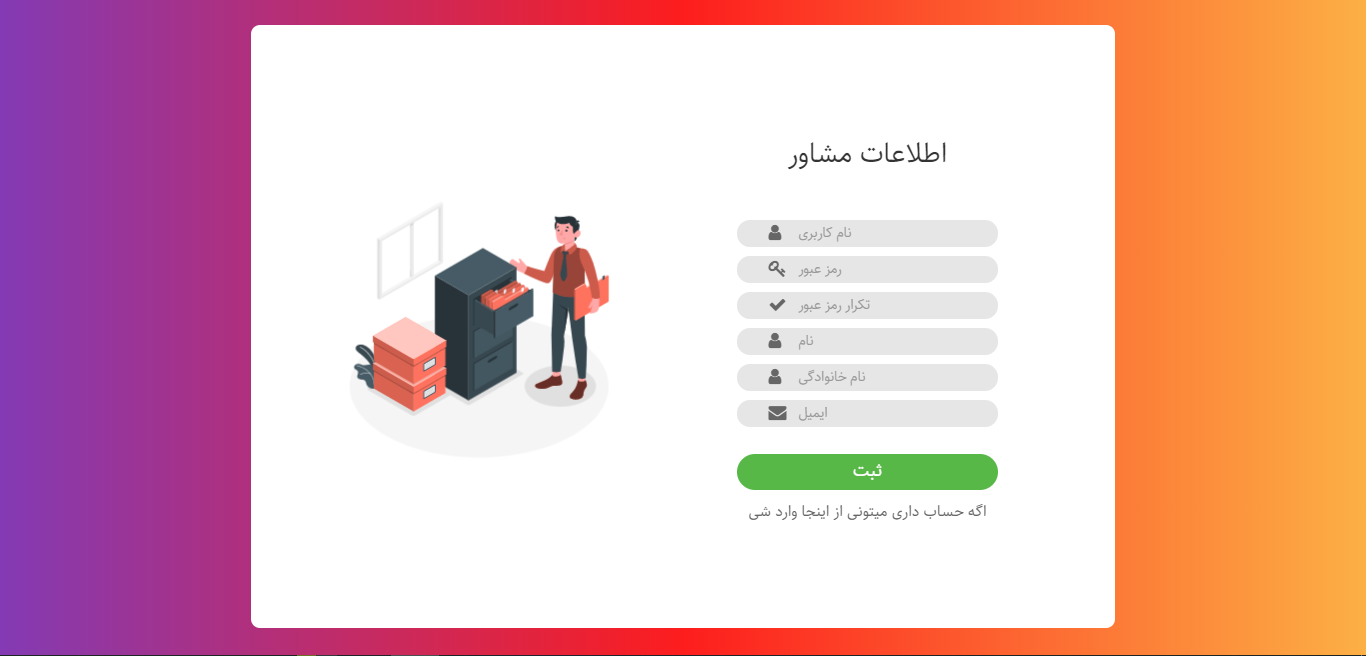 اطلاعات مشاور
نام کاربری
رمز عبور
تکرار رمز عبور
نام
نام خانوادگی
ایمیل
ثبت
اگه حساب داری میتونی از اینجا وارد شی